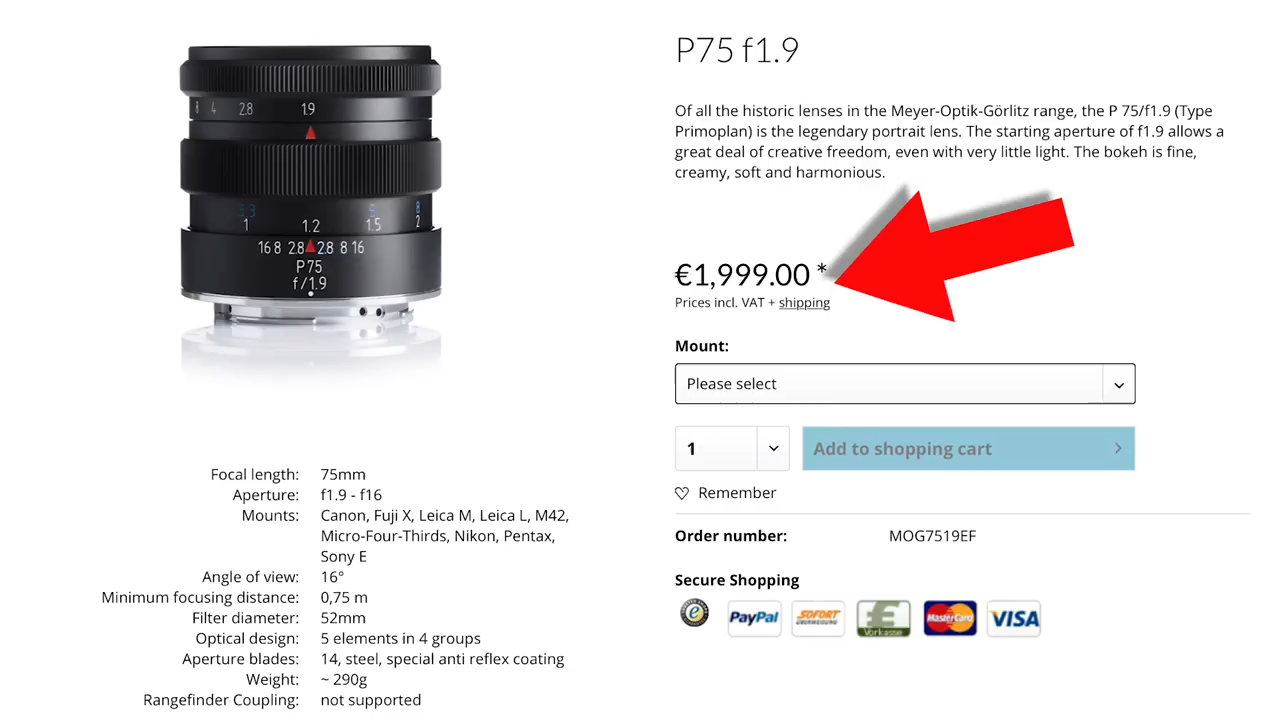 8 4 2.8 1.9
1 1.2 1.5 2
16 8 2.8 2.8 8 16
P75
f/1.9
Focal length: 75mm
Aperture: f1.9 - f16
Mounts: Canon, Fuji X, Leica M, Leica L, M42,
Micro-Four-Thirds, Nikon, Pentax,
Sony E
Angle of view: 16°
Minimum focusing distance: 0,75 m
Filter diameter: 52mm
Optical design: 5 elements in 4 groups
Aperture blades: 14, steel, special anti reflex coating
Weight: ~ 290g
Rangefinder Coupling: not supported
P75 f1.9
Of all the historic lenses in the Meyer-Optik-Görlitz range, the P 75/f1.9 (Type
Primoplan) is the legendary portrait lens. The starting aperture of f1.9 allows a
great deal of creative freedom, even with very little light. The bokeh is fine,
creamy, soft and harmonious.
€1,999.00 *
Prices incl. VAT + shipping
Mount:
Please select
1
Add to shopping cart
Remember
Order number: MOG7519EF
Secure Shopping
PayPal SOFORT ÜBERWEISUNG Vorkasse MasterCard VISA